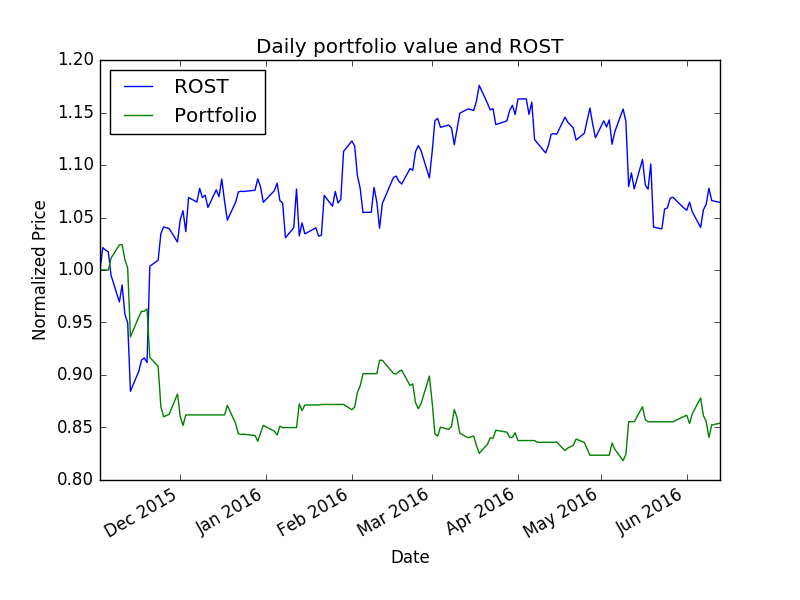 Daily portfolio value and ROST
ROST
Portfolio
1.20
1.15
1.10
1.05
1.00
0.95
0.90
0.85
0.80
Normalized Price
Dec 2015
Jan 2016
Feb 2016
Mar 2016
Apr 2016
May 2016
Jun 2016
Date